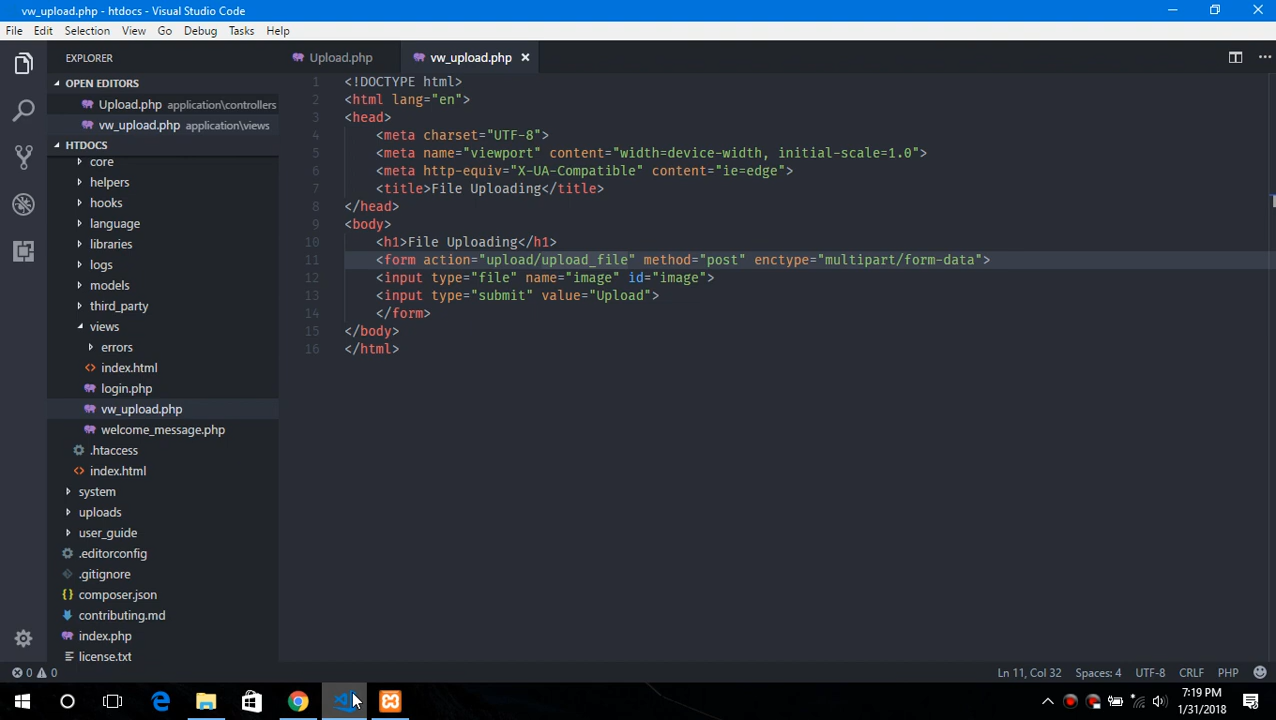 vw_upload.php - htdocs - Visual Studio Code
File Edit Selection View Go Debug Tasks Help
EXPLORER
OPEN EDITORS
Upload.php application\controllers
vw_upload.php application\views
HTDOCS
core
helpers
hooks
language
libraries
logs
models
third_party
views
errors
index.html
login.php
vw_upload.php
welcome_message.php
.htaccess
index.html
system
uploads
user_guide
.editorconfig
.gitignore
composer.json
contributing.md
index.php
license.txt
Upload.php vw_upload.php
1 <!DOCTYPE html>
2 <html lang="en">
3 <head>
4 <meta charset="UTF-8">
5 <meta name="viewport" content="width=device-width, initial-scale=1.0">
6 <meta http-equiv="X-UA-Compatible" content="ie=edge">
7 <title>File Uploading</title>
8 </head>
9 <body>
10 <h1>File Uploading</h1>
11 <form action="upload/upload_file" method="post" enctype="multipart/form-data">
12 <input type="file" name="image" id="image">
13 <input type="submit" value="Upload">
14 </form>
15 </body>
16 </html>
0 0
Ln 11, Col 32 Spaces: 4 UTF-8 CRLF PHP
7:19 PM
1/31/2018